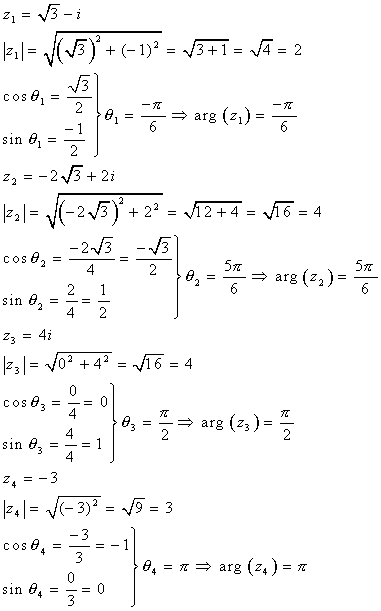 z₁ = √3 − i
|z₁| = √((√3)² + (−1)²) = √(3+1) = √4 = 2
cos θ₁ = √3/2
sin θ₁ = −1/2
} θ₁ = −π/6 ⇒ arg (z₁) = −π/6
z₂ = −2√3 + 2i
|z₂| = √((−2√3)² + 2²) = √(12+4) = √16 = 4
cos θ₂ = −2√3/4 = −√3/2
sin θ₂ = 2/4 = 1/2
} θ₂ = 5π/6 ⇒ arg (z₂) = 5π/6
z₃ = 4i
|z₃| = √(0² + 4²) = √16 = 4
cos θ₃ = 0/4 = 0
sin θ₃ = 4/4 = 1
} θ₃ = π/2 ⇒ arg (z₃) = π/2
z₄ = −3
|z₄| = √((−3)²) = √9 = 3
cos θ₄ = −3/3 = −1
sin θ₄ = 0/3 = 0
} θ₄ = π ⇒ arg (z₄) = π